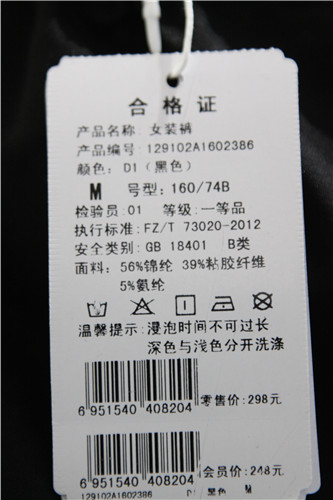 合格证
产品名称: 女装裤
产品编号: 129102A1602386
颜色: D1(黑色)
M 号型: 160/74B
检验员:01 等级: 一等品
执行标准: FZ/T 73020-2012
安全类别: GB 18401 B类
面料: 56%锦纶 39%粘胶纤维
5%氨纶
温馨提示: 浸泡时间不可过长
深色与浅色分开洗涤
6 951540 408204 零售价: 298元
6 951540 408204 会员价: 248元
129102A1602386 D1 黑色 M